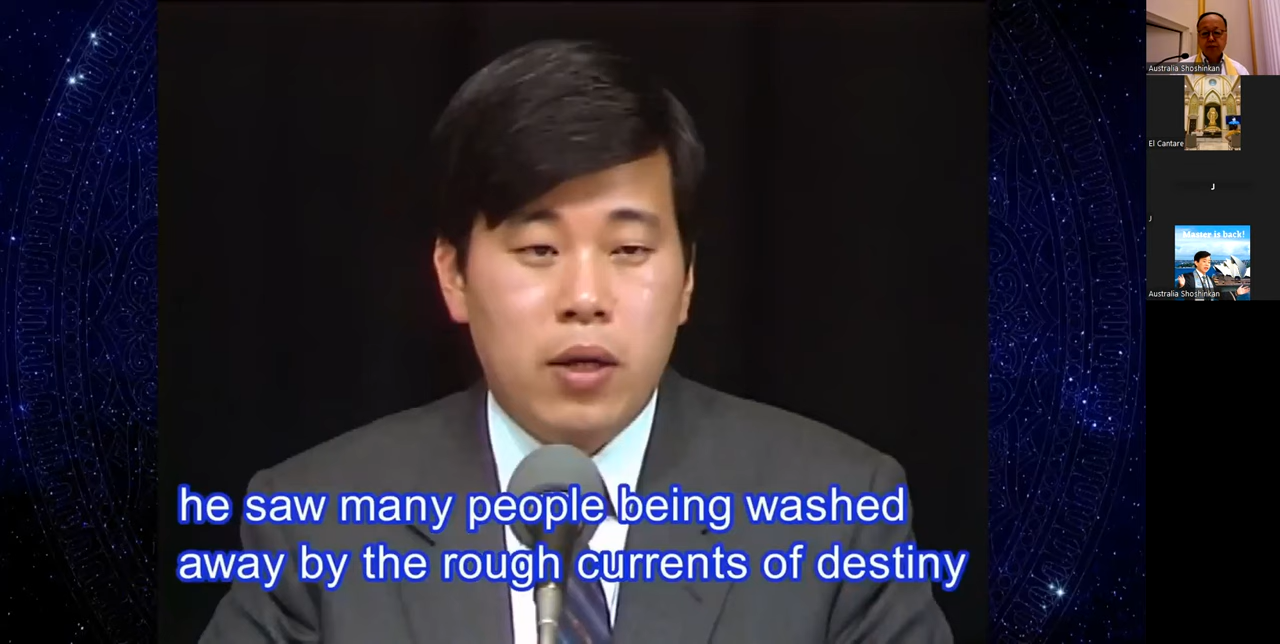 he saw many people being washed
away by the rough currents of destiny
Australia Shoshinkan
El Cantare
J
J
Master is back!
Australia Shoshinkan